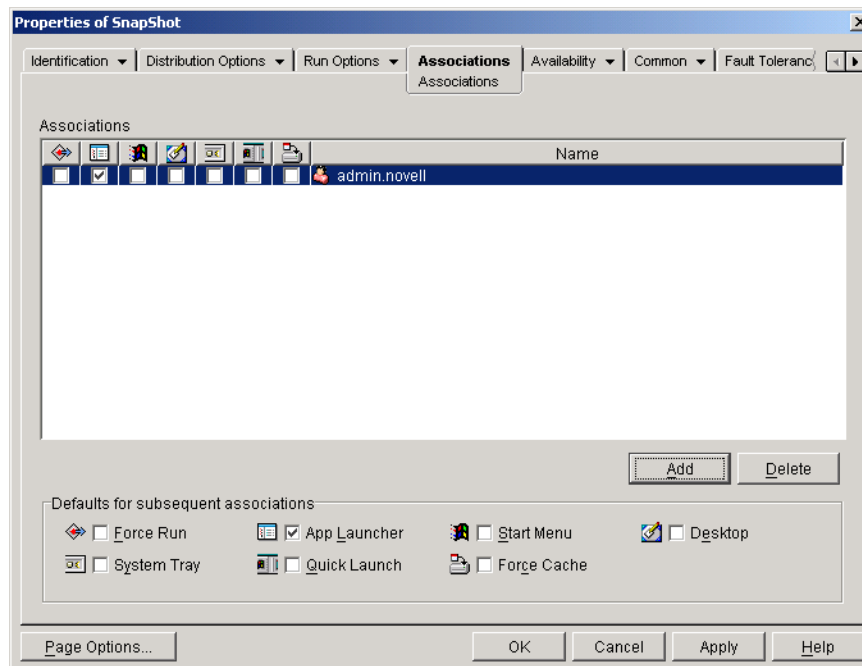 Properties of SnapShot
Identification Distribution Options Run Options Associations Availability Common Fault Toleranc
Associations
Associations
Name
admin.novell
Add Delete
Defaults for subsequent associations
Force Run App Launcher Start Menu Desktop
System Tray Quick Launch Force Cache
Page Options... OK Cancel Apply Help